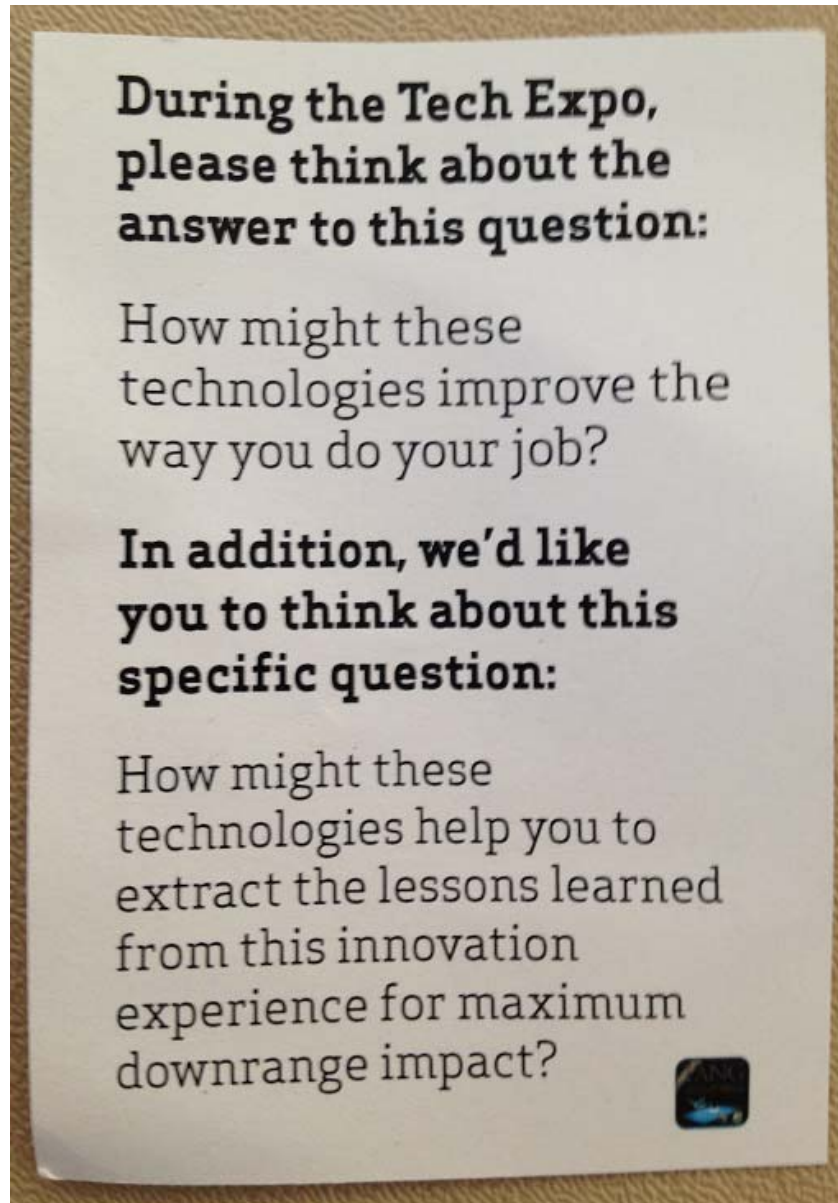 During the Tech Expo,
please think about the
answer to this question:
How might these
technologies improve the
way you do your job?
In addition, we'd like
you to think about this
specific question:
How might these
technologies help you to
extract the lessons learned
from this innovation
experience for maximum
downrange impact?